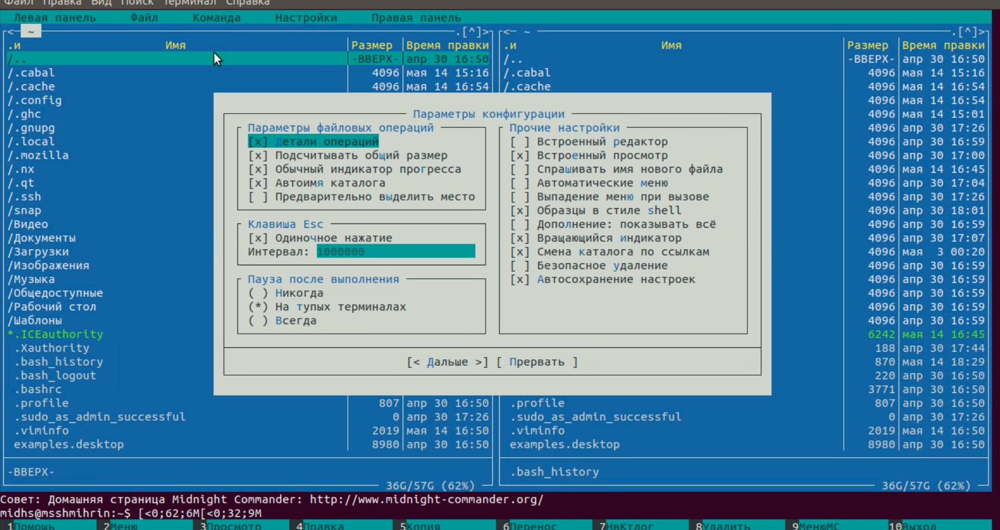 Файл Правка Вид Поиск Терминал Справка
Левая панель Файл Команда Настройки Правая панель
<─ ~ ─.[^]> <─ ~ ─.[^]>
.и Имя Размер Время правки .и Имя Размер Время правки
/.. -ВВЕРХ- апр 30 16:50 /.. -ВВЕРХ- апр 30 16:50
/.cabal 4096 мая 14 15:16 /.cabal 4096 мая 14 15:16
/.cache 4096 мая 14 16:54 /.cache 4096 мая 14 16:54
/.config 4096 мая 14 16:54
/.ghc Параметры конфигурации 4096 мая 14 15:01
/.gnupg Параметры файловых операций Прочие настройки 4096 апр 30 17:26
/.local [x] Детали операций [ ] Встроенный редактор 4096 апр 30 16:59
/.mozilla [x] Подсчитывать общий размер [x] Встроенный просмотр 4096 апр 30 17:00
/.nx [x] Обычный индикатор прогресса [ ] Спрашивать имя нового файла 4096 мая 14 16:45
/.qt [x] Автоимя каталога [ ] Автоматические меню 4096 апр 30 17:04
/.ssh [ ] Предварительно выделить место [ ] Выпадение меню при вызове 4096 апр 30 17:26
/snap [x] Образцы в стиле shell 4096 апр 30 18:01
/Видео Клавиша Esc [ ] Дополнение: показывать всё 4096 апр 30 16:59
/Документы [x] Одиночное нажатие [x] Вращающийся индикатор 4096 апр 30 17:07
/Загрузки Интервал: 1000000 [x] Смена каталога по ссылкам 4096 мая 3 00:20
/Изображения [ ] Безопасное удаление 4096 апр 30 16:59
/Музыка Пауза после выполнения [x] Автосохранение настроек 4096 апр 30 16:59
/Общедоступные ( ) Никогда 4096 апр 30 16:59
/Рабочий стол (*) На тупых терминалах 4096 апр 30 16:59
/Шаблоны ( ) Всегда 4096 апр 30 16:59
*.ICEauthority 6242 мая 14 16:45
.Xauthority 188 апр 30 17:44
.bash_history [< Дальше >] [ Прервать ] 870 мая 14 18:29
.bash_logout 220 апр 30 16:50
.bashrc 3771 апр 30 16:50
.profile 807 апр 30 16:50 .profile 807 апр 30 16:50
.sudo_as_admin_successful 0 апр 30 17:26 .sudo_as_admin_successful 0 апр 30 17:26
.viminfo 2019 мая 14 16:50 .viminfo 2019 мая 14 16:50
examples.desktop 8980 апр 30 16:50 examples.desktop 8980 апр 30 16:50
-ВВЕРХ- .bash_history
36G/57G (62%) 36G/57G (62%)
Совет: Домашняя страница Midnight Commander: http://www.midnight-commander.org/
midhs@msshmihrin:~$ [<0;62;6M[<0;32;9M
1Помощь 2Меню 3Просмотр 4Правка 5Копия 6Перенос 7НвКтлог 8Удалить 9МенюМС 10Выход